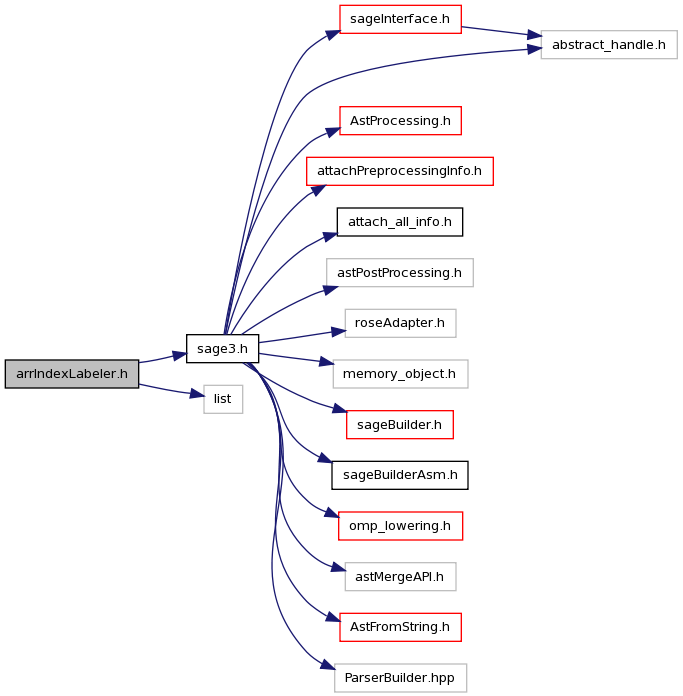 sageInterface.h
abstract_handle.h
AstProcessing.h
attachPreprocessingInfo.h
attach_all_info.h
astPostProcessing.h
roseAdapter.h
sage3.h
arrIndexLabeler.h
memory_object.h
list
sageBuilder.h
sageBuilderAsm.h
omp_lowering.h
astMergeAPI.h
AstFromString.h
ParserBuilder.hpp